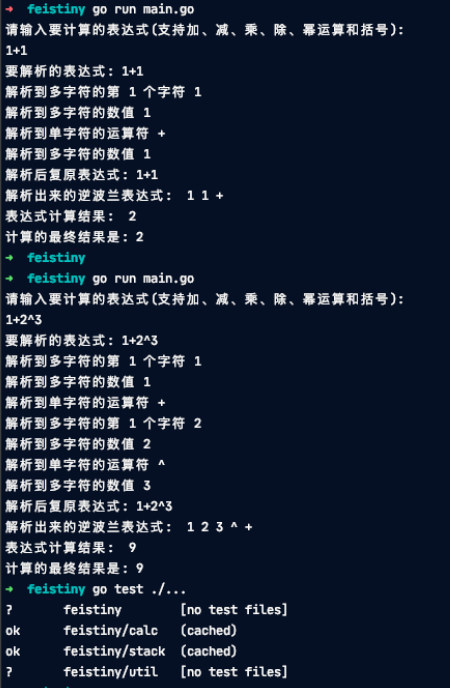 ➜ feistiny go run main.go
请输入要计算的表达式(支持加、减、乘、除、幂运算和括号):
1+1
要解析的表达式: 1+1
解析到多字符的第 1 个字符 1
解析到多字符的数值 1
解析到单字符的运算符 +
解析到多字符的数值 1
解析后复原表达式: 1+1
解析出来的逆波兰表达式: 1 1 +
表达式计算结果: 2
计算的最终结果是: 2
➜ feistiny
➜ feistiny go run main.go
请输入要计算的表达式(支持加、减、乘、除、幂运算和括号):
1+2^3
要解析的表达式: 1+2^3
解析到多字符的第 1 个字符 1
解析到多字符的数值 1
解析到单字符的运算符 +
解析到多字符的第 1 个字符 2
解析到多字符的数值 2
解析到单字符的运算符 ^
解析到多字符的数值 3
解析后复原表达式: 1+2^3
解析出来的逆波兰表达式: 1 2 3 ^ +
表达式计算结果: 9
计算的最终结果是: 9
➜ feistiny go test ./...
? feistiny [no test files]
ok feistiny/calc (cached)
ok feistiny/stack (cached)
? feistiny/util [no test files]